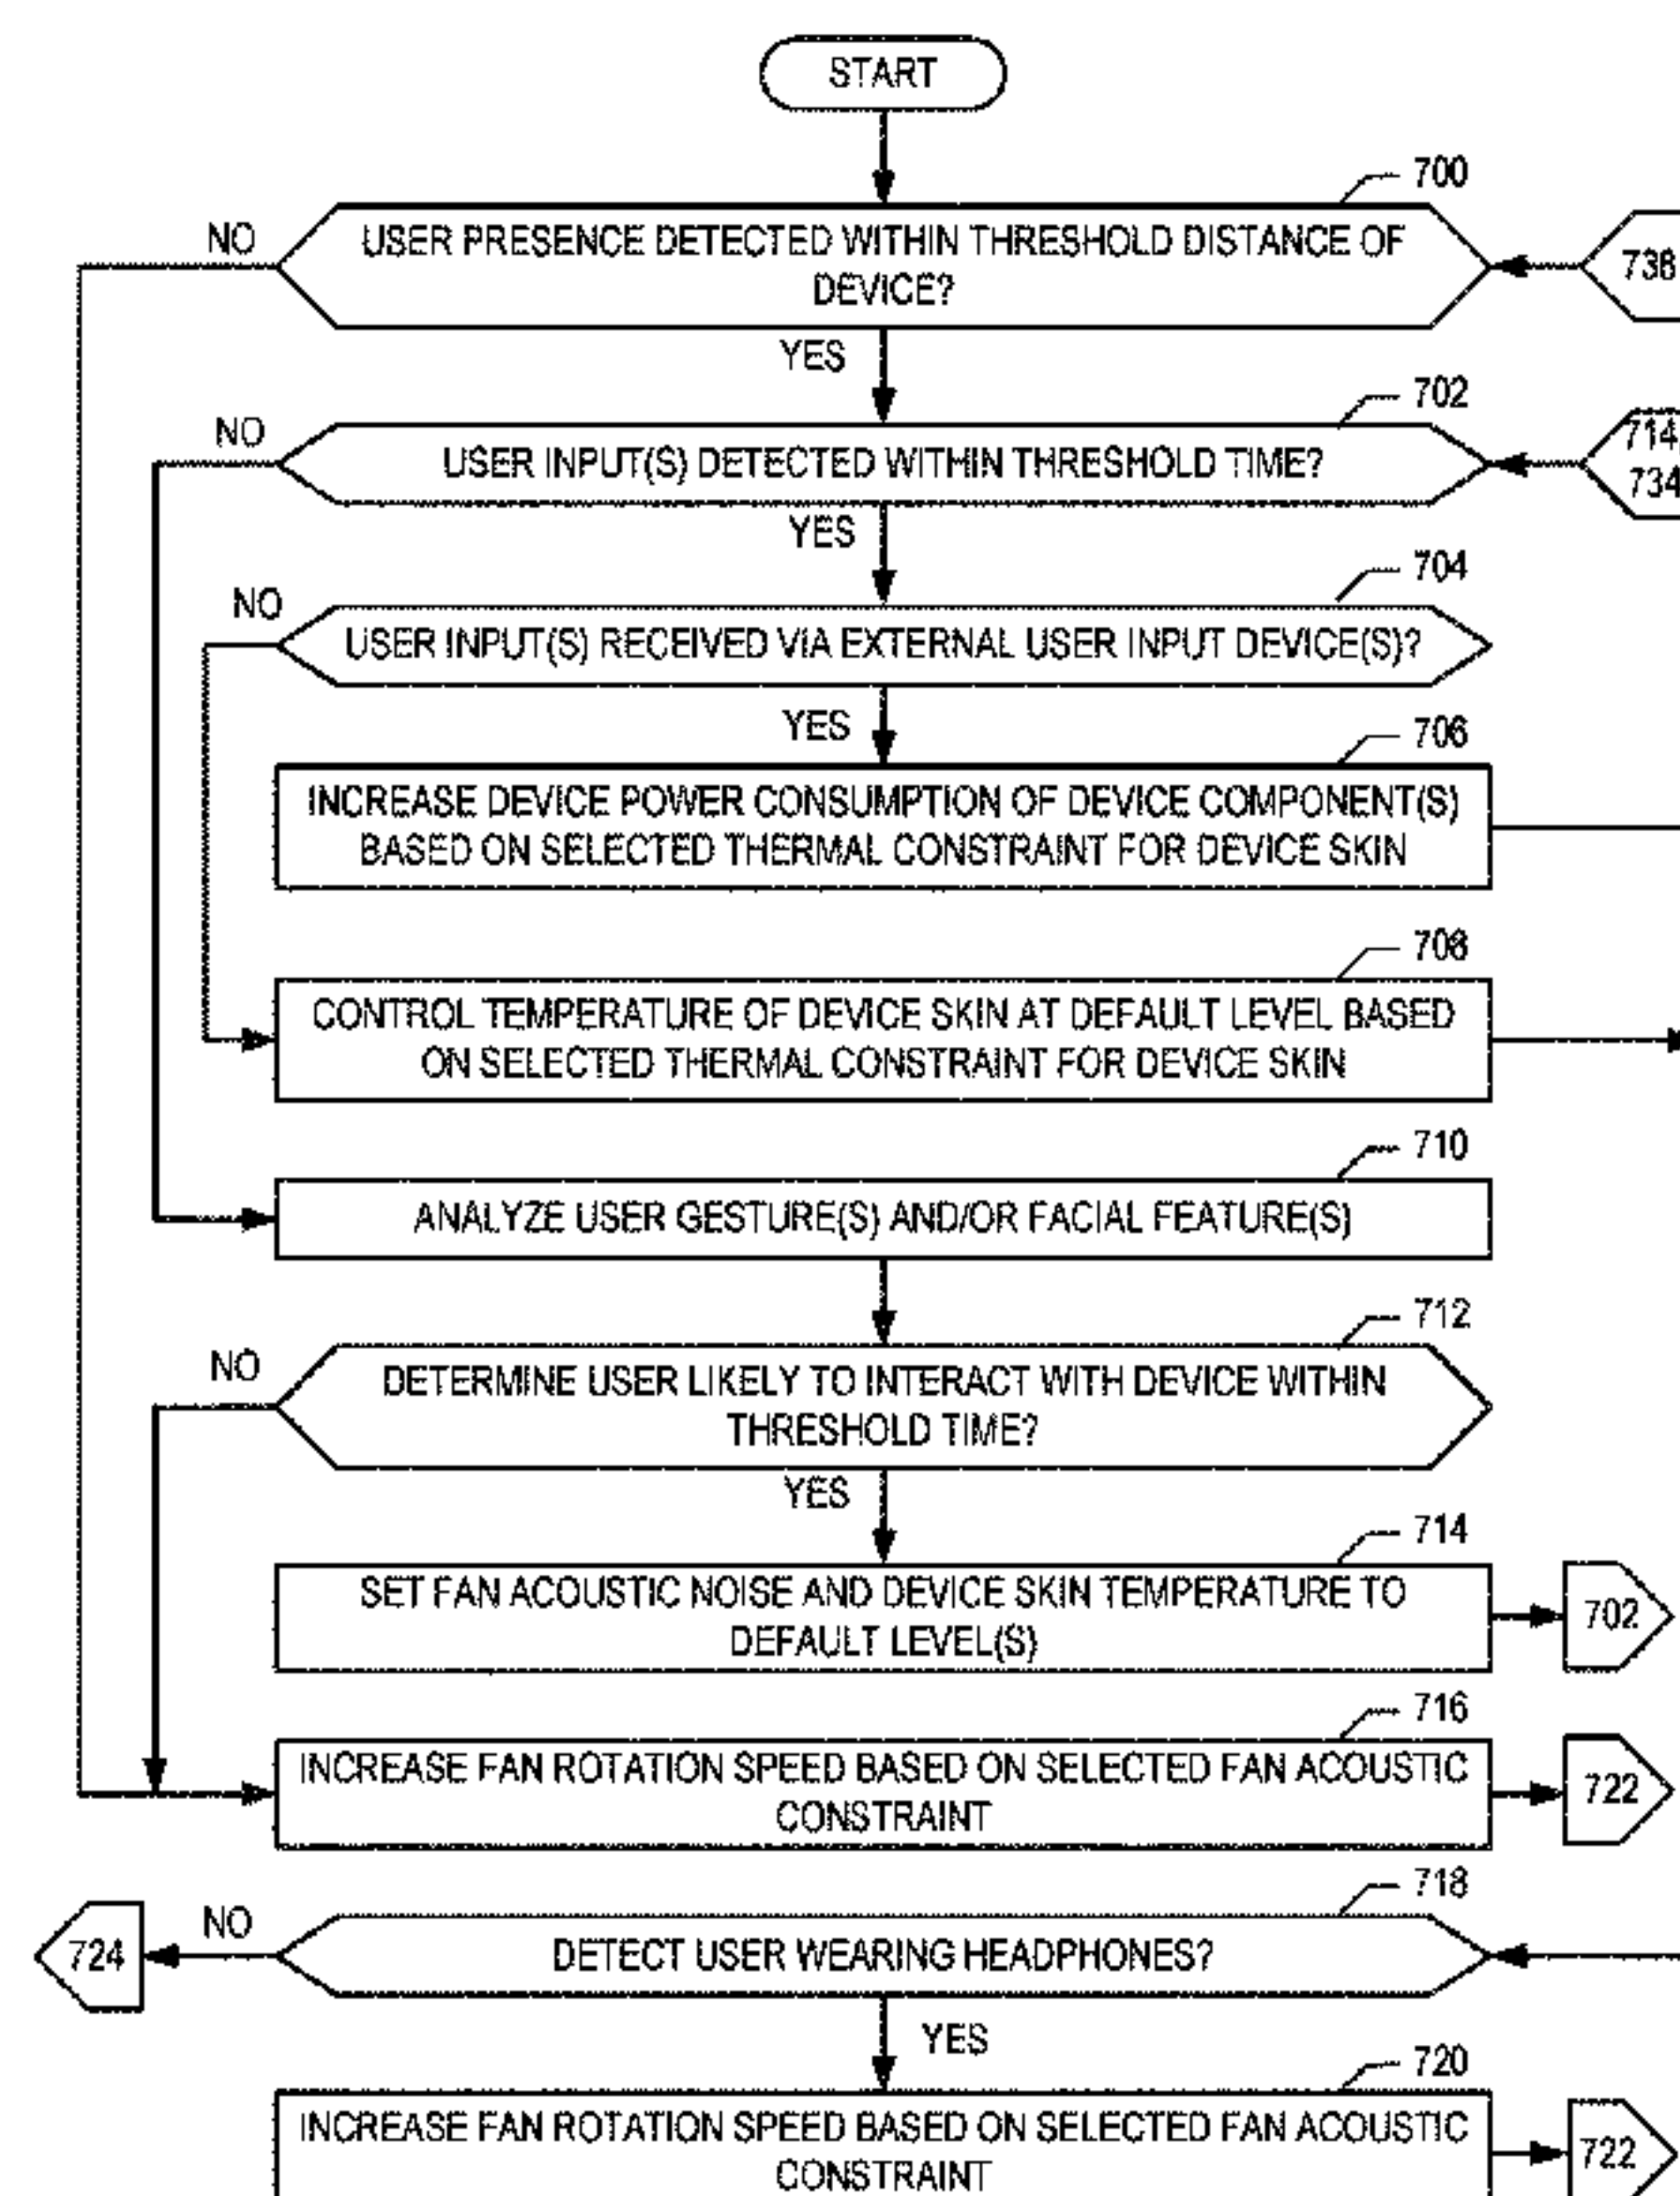 START
700
NO
USER PRESENCE DETECTED WITHIN THRESHOLD DISTANCE OF
DEVICE?
738
YES
702
NO
USER INPUT(S) DETECTED WITHIN THRESHOLD TIME?
714,
734
YES
704
NO
USER INPUT(S) RECEIVED VIA EXTERNAL USER INPUT DEVICE(S)?
YES
706
INCREASE DEVICE POWER CONSUMPTION OF DEVICE COMPONENT(S)
BASED ON SELECTED THERMAL CONSTRAINT FOR DEVICE SKIN
708
CONTROL TEMPERATURE OF DEVICE SKIN AT DEFAULT LEVEL BASED
ON SELECTED THERMAL CONSTRAINT FOR DEVICE SKIN
710
ANALYZE USER GESTURE(S) AND/OR FACIAL FEATURE(S)
712
NO
DETERMINE USER LIKELY TO INTERACT WITH DEVICE WITHIN
THRESHOLD TIME?
YES
714
SET FAN ACOUSTIC NOISE AND DEVICE SKIN TEMPERATURE TO
DEFAULT LEVEL(S)
702
716
INCREASE FAN ROTATION SPEED BASED ON SELECTED FAN ACOUSTIC
CONSTRAINT
722
718
724
NO
DETECT USER WEARING HEADPHONES?
YES
720
INCREASE FAN ROTATION SPEED BASED ON SELECTED FAN ACOUSTIC
CONSTRAINT
722